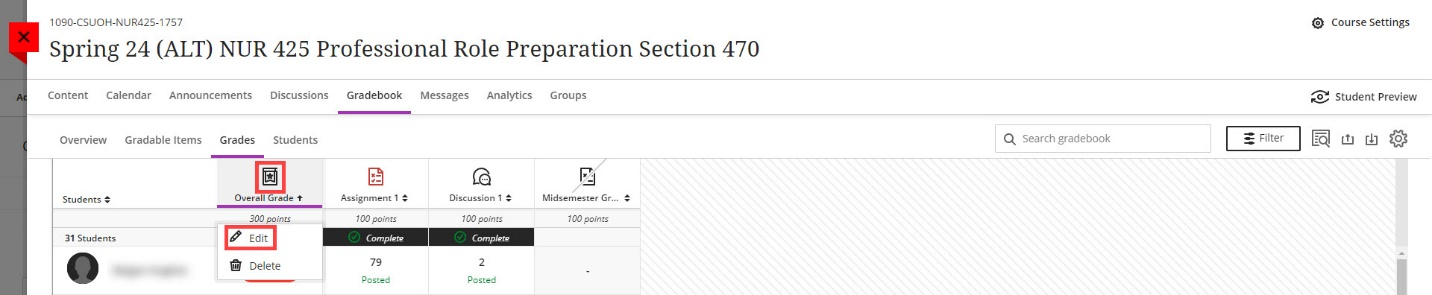 1090-CSUOH-NUR425-1757
Course Settings
Spring 24 (ALT) NUR 425 Professional Role Preparation Section 470
Content Calendar Announcements Discussions Gradebook Messages Analytics Groups
Student Preview
Overview Gradable Items Grades Students
Search gradebook
Filter
Students Overall Grade Assignment 1 Discussion 1 Midsemester Gr...
300 points 100 points 100 points 100 points
31 Students Complete Complete
Edit
Delete
79 2 -
Posted Posted